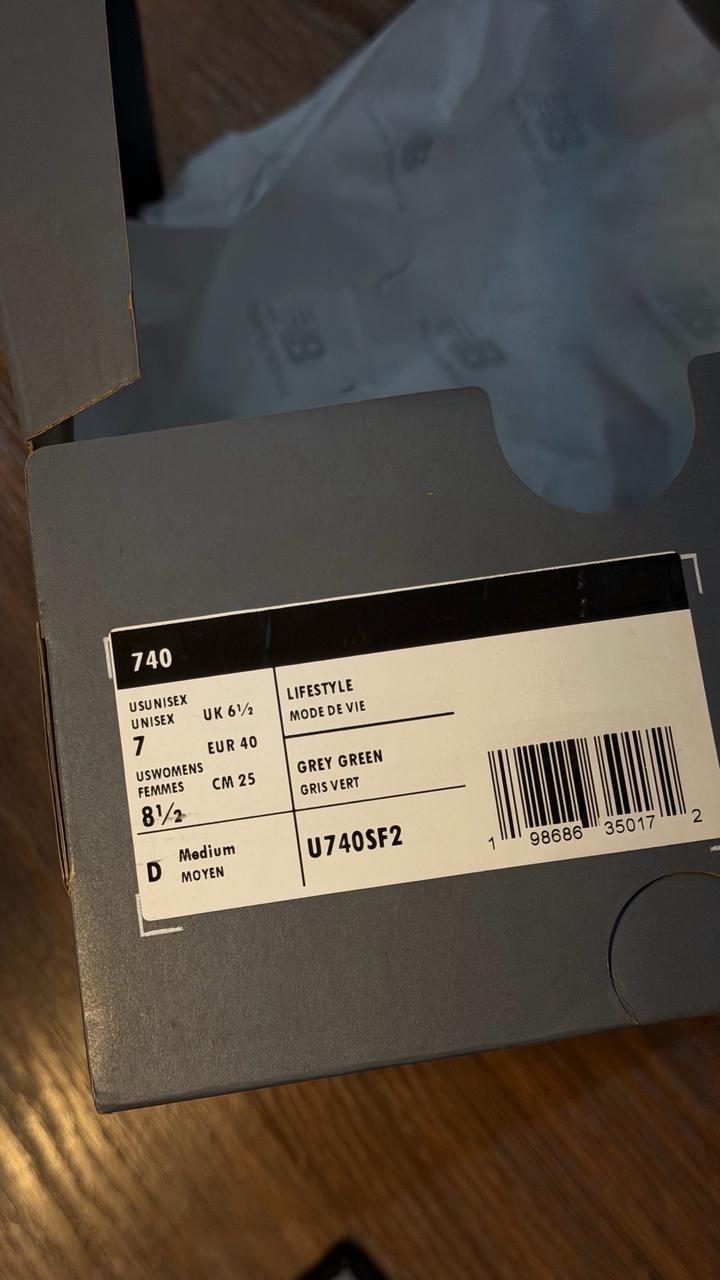 740
USUNISEX
UNISEX
7
UK 6½
EUR 40
USWOMENS
FEMMES
8½
CM 25
D Medium
MOYEN
LIFESTYLE
MODE DE VIE
GREY GREEN
GRIS VERT
U740SF2
1 98686 35017 2